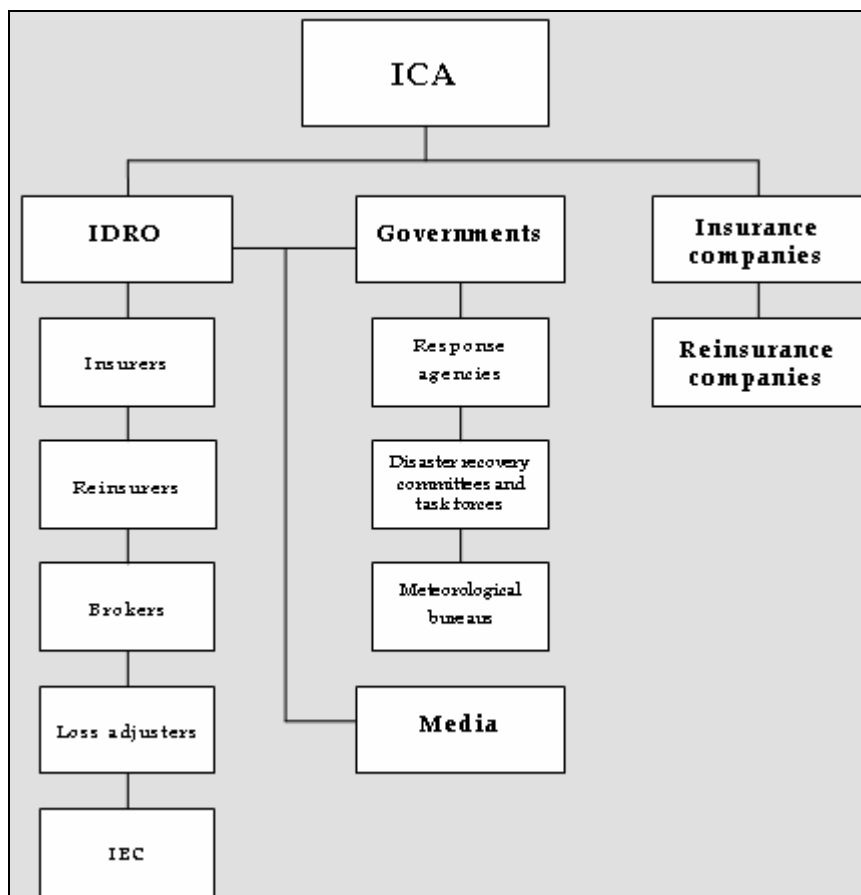 ICA
IDRO
Governments
Insurance
companies
Insurers
Response
agencies
Reinsurance
companies
Reinsurers
Disaster recovery
committees and
task forces
Brokers
Meteorological
bureaus
Loss adjusters
Media
IEC